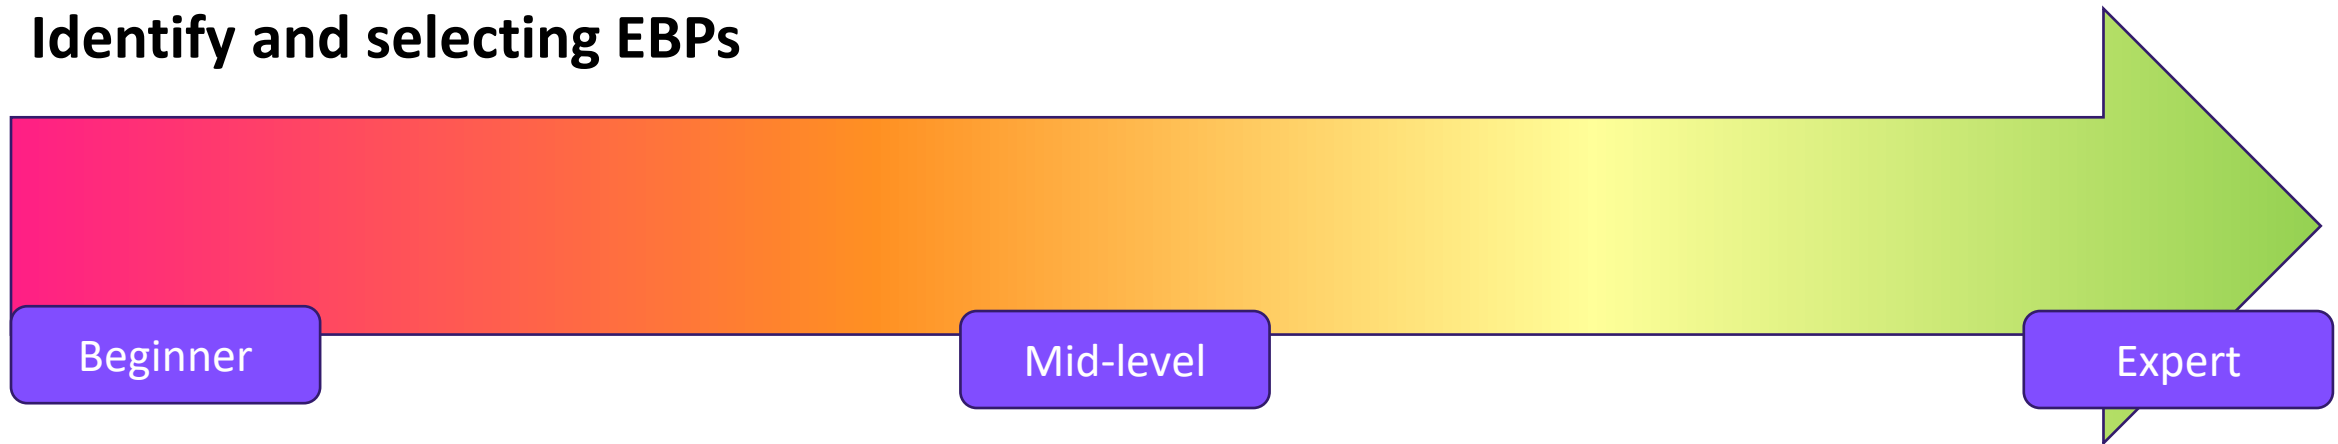 Identify and selecting EBPs
Beginner
Mid-level
Expert